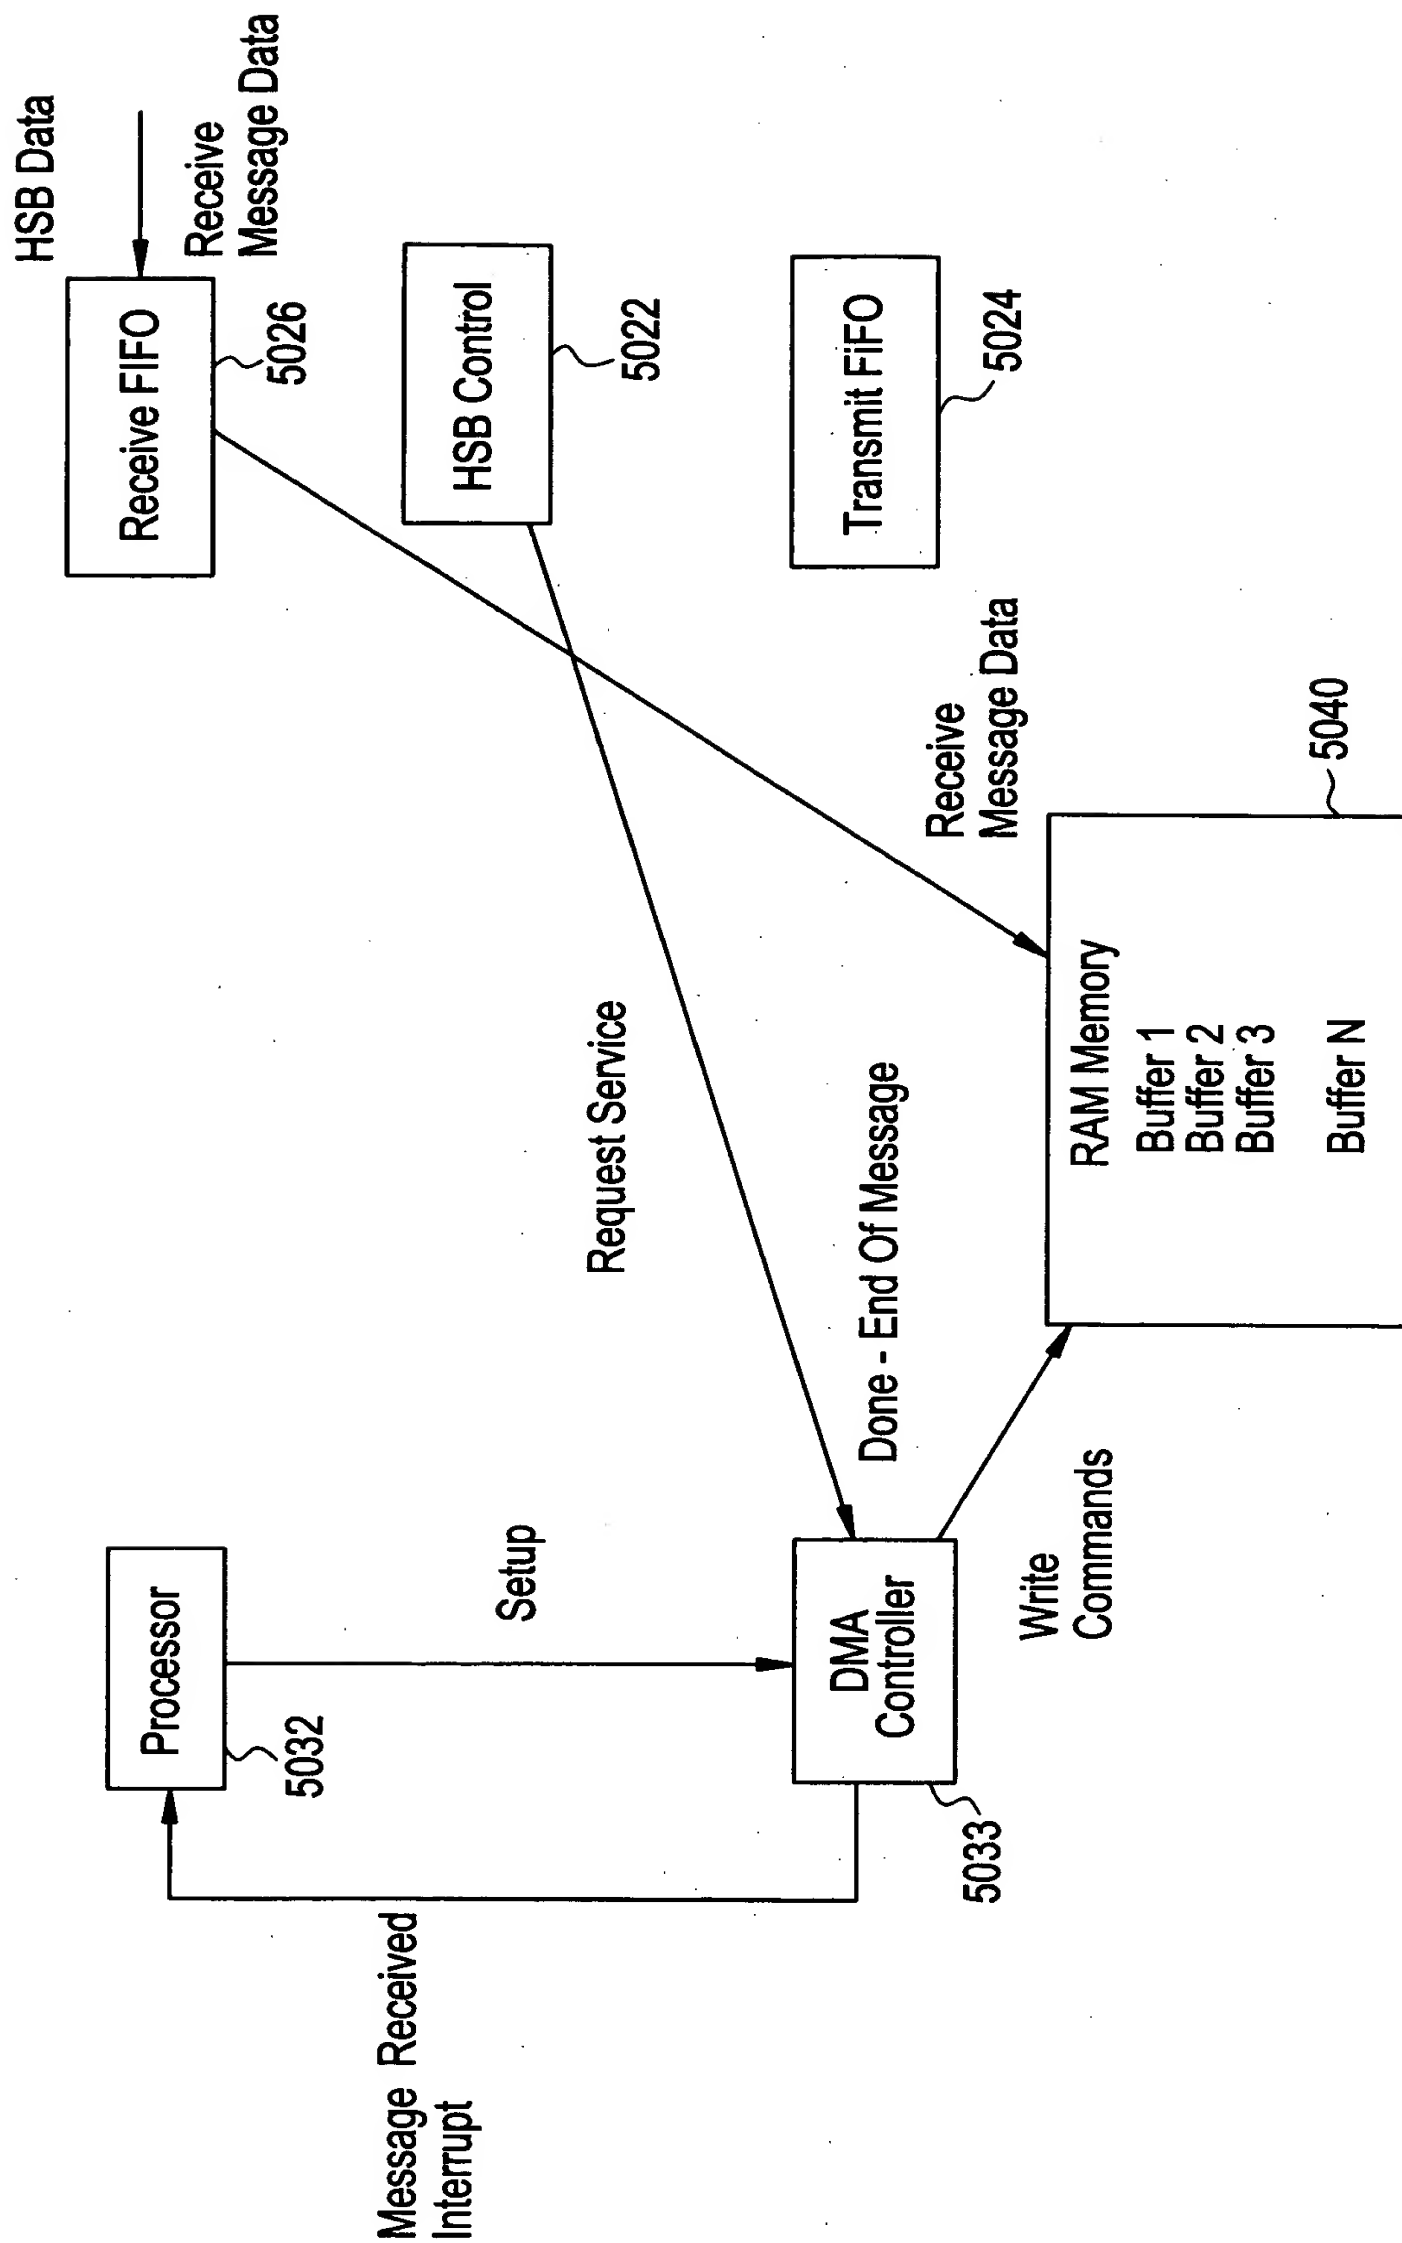 Message Received
Interrupt
Processor
5032
Setup
DMA
Controller
5033
Write
Commands
Request Service
Done - End Of Message
RAM Memory
Buffer 1
Buffer 2
Buffer 3
Buffer N
5040
Receive
Message Data
HSB Data
Receive FIFO
5026
Receive
Message Data
HSB Control
5022
Transmit FiFO
5024